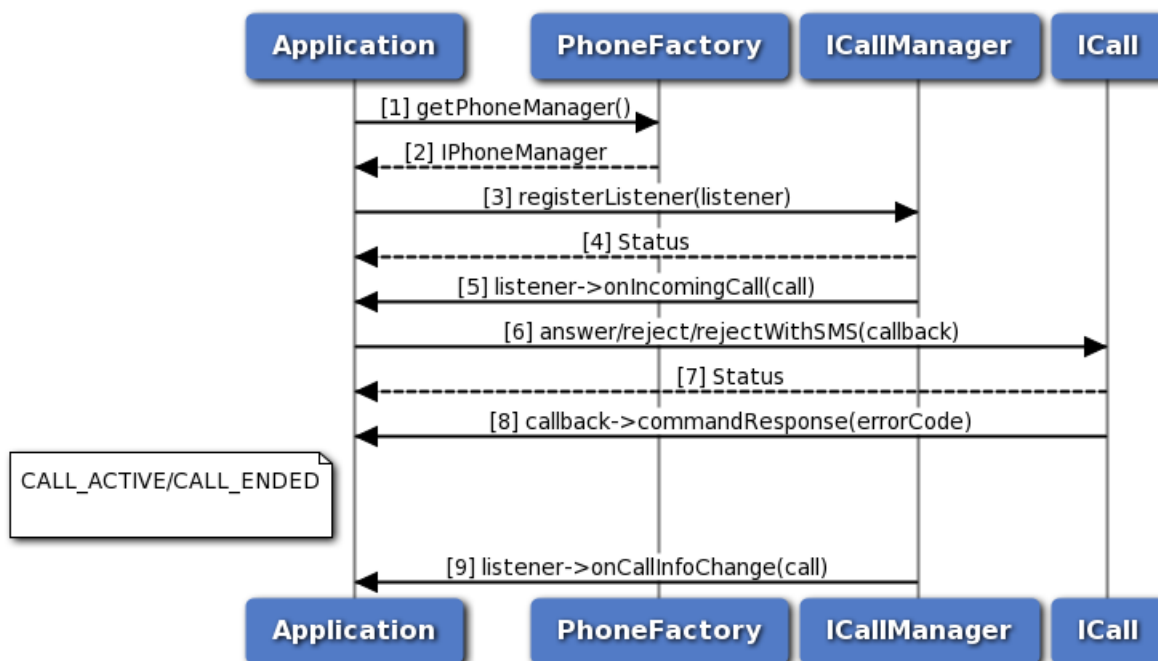 Application PhoneFactory ICallManager ICall
[1] getPhoneManager()
[2] IPhoneManager
[3] registerListener(listener)
[4] Status
[5] listener->onIncomingCall(call)
[6] answer/reject/rejectWithSMS(callback)
[7] Status
[8] callback->commandResponse(errorCode)
CALL_ACTIVE/CALL_ENDED
[9] listener->onCallInfoChange(call)
Application PhoneFactory ICallManager ICall